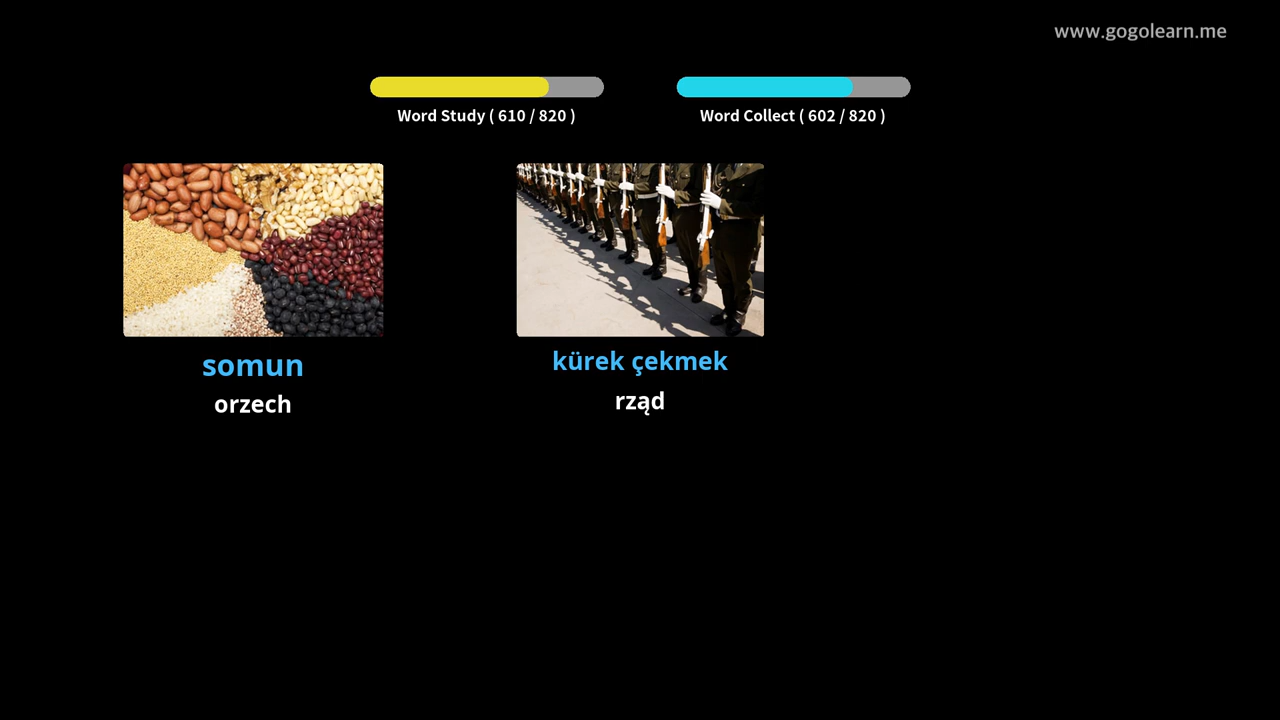 www.gogolearn.me
Word Study ( 610 / 820 )
Word Collect ( 602 / 820 )
somun
orzech
kürek çekmek
rząd